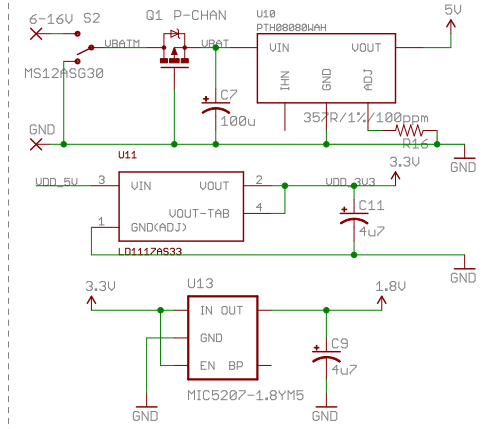 6-16V S2
Q1 P-CHAN
U10
PTH08080WAH
5V
VBATM
VBAT
VIN
VOUT
MS12ASG30
INH
GND
ADJ
C7
100u
357R/1%/100ppm
R16
GND
GND
U11
3.3V
VDD_5V
3
VIN
VOUT
2
VDD_3V3
VOUT-TAB
4
1
GND(ADJ)
C11
4u7
LD1117AS33
GND
3.3V
U13
1.8V
IN
OUT
GND
EN
BP
C9
4u7
MIC5207-1.8YM5
GND
GND